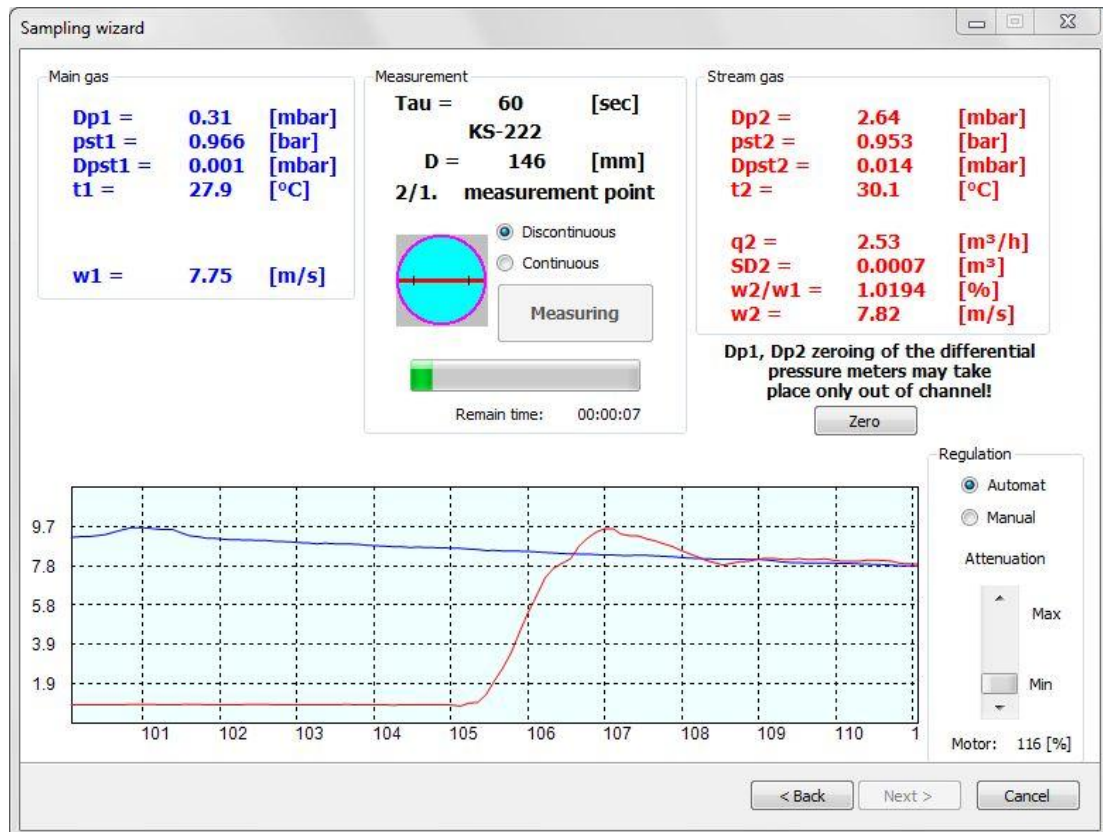 Sampling wizard
Main gas
Dp1 = 0.31 [mbar]
pst1 = 0.966 [bar]
Dpst1 = 0.001 [mbar]
t1 = 27.9 [°C]
w1 = 7.75 [m/s]
Measurement
Tau = 60 [sec]
KS-222
D = 146 [mm]
2/1. measurement point
Discontinuous
Continuous
Measuring
Remain time: 00:00:07
Stream gas
Dp2 = 2.64 [mbar]
pst2 = 0.953 [bar]
Dpst2 = 0.014 [mbar]
t2 = 30.1 [°C]
q2 = 2.53 [m³/h]
SD2 = 0.0007 [m³]
w2/w1 = 1.0194 [%]
w2 = 7.82 [m/s]
Dp1, Dp2 zeroing of the differential
pressure meters may take
place only out of channel!
Zero
9.7
7.8
5.8
3.9
1.9
101 102 103 104 105 106 107 108 109 110 1
Regulation
Automat
Manual
Attenuation
Max
Min
Motor: 116 [%]
< Back Next > Cancel